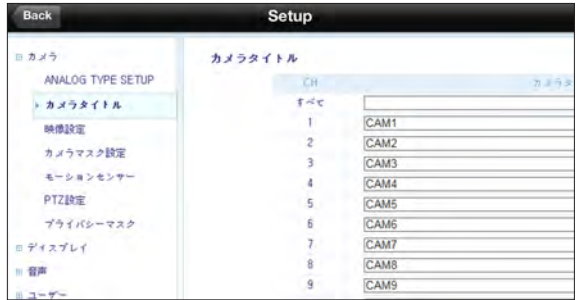 Back
Setup
カメラ
ANALOG TYPE SETUP
カメラタイトル
映像設定
カメラマスク設定
モーションセンサー
PTZ設定
プライバシーマスク
ディスプレイ
音声
ユーザー
カメラタイトル
CH
カメラタ
すべて
1 CAM1
2 CAM2
3 CAM3
4 CAM4
5 CAM5
6 CAM6
7 CAM7
8 CAM8
9 CAM9